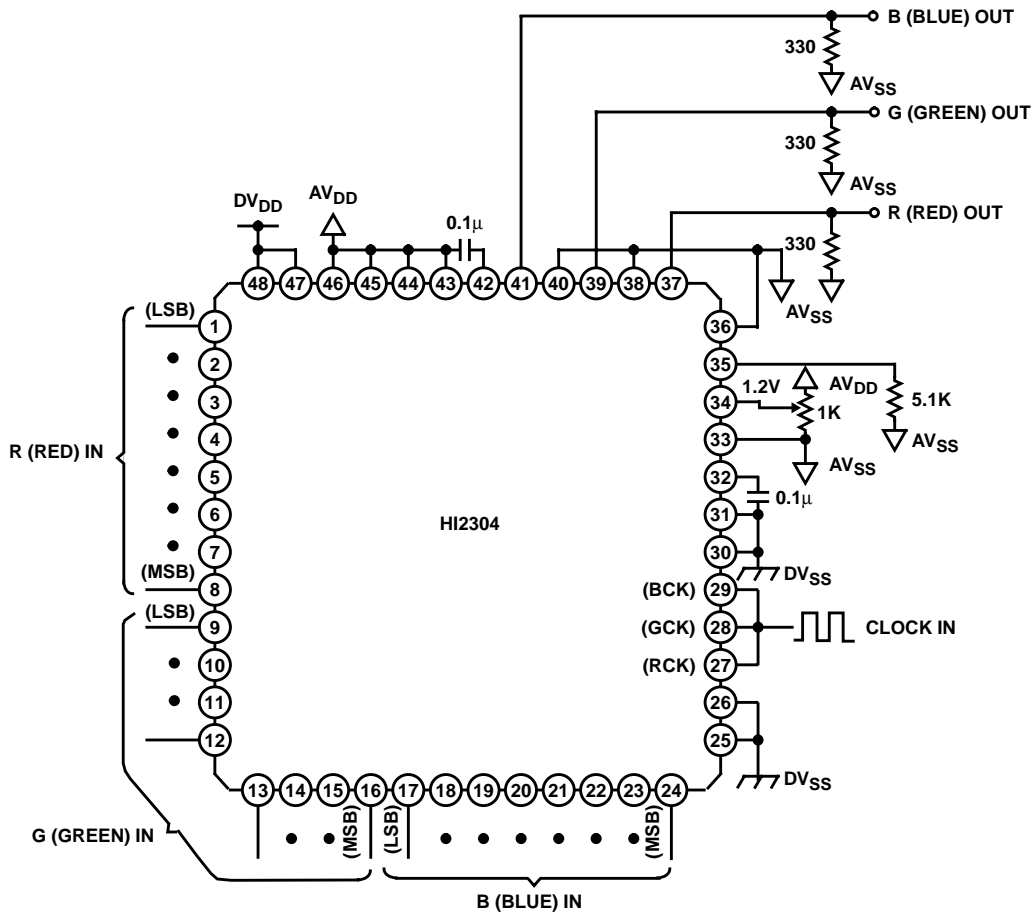 B (BLUE) OUT
330
AVSS
G (GREEN) OUT
330
AVSS
R (RED) OUT
330
AVSS
DVDD
AVDD
0.1μ
48 47 46 45 44 43 42 41 40 39 38 37
(LSB)
1
2
3
4
5
6
7
(MSB)
8
R (RED) IN
(LSB)
9
10
11
12
G (GREEN) IN
HI2304
36
35
34
33
32
31
30
29
28
27
26
25
1.2V
AVDD
1K
5.1K
AVSS
AVSS
0.1μ
DVSS
(BCK)
(GCK)
(RCK)
CLOCK IN
DVSS
13 14 15 16 17 18 19 20 21 22 23 24
(MSB)
(LSB)
(MSB)
B (BLUE) IN